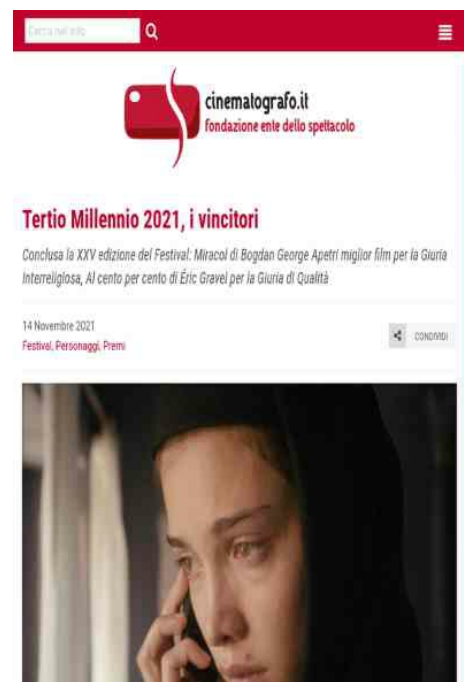 Cerca nel sito
cinematografo.it
fondazione ente dello spettacolo
Tertio Millennio 2021, i vincitori
Conclusa la XXV edizione del Festival: Miracol di Bogdan George Apetri miglior film per la Giuria
Interreligiosa, Al cento per cento di Éric Gravel per la Giuria di Qualità
14 Novembre 2021
CONDIVIDI
Festival, Personaggi, Premi